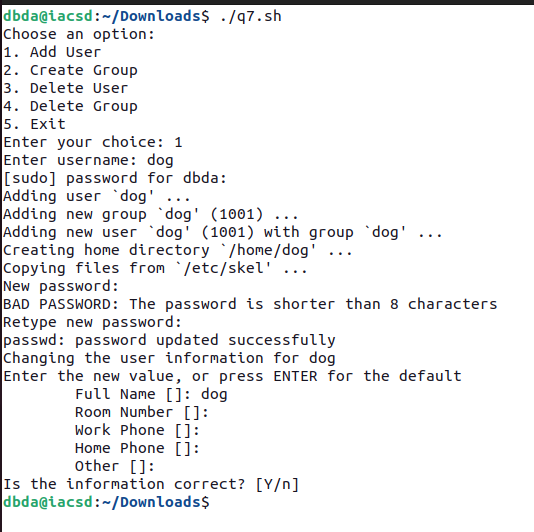 dbda@iacsd:~/Downloads$ ./q7.sh
Choose an option:
1. Add User
2. Create Group
3. Delete User
4. Delete Group
5. Exit
Enter your choice: 1
Enter username: dog
[sudo] password for dbda:
Adding user `dog' ...
Adding new group `dog' (1001) ...
Adding new user `dog' (1001) with group `dog' ...
Creating home directory `/home/dog' ...
Copying files from `/etc/skel' ...
New password:
BAD PASSWORD: The password is shorter than 8 characters
Retype new password:
passwd: password updated successfully
Changing the user information for dog
Enter the new value, or press ENTER for the default
        Full Name []: dog
        Room Number []:
        Work Phone []:
        Home Phone []:
        Other []:
Is the information correct? [Y/n]
dbda@iacsd:~/Downloads$